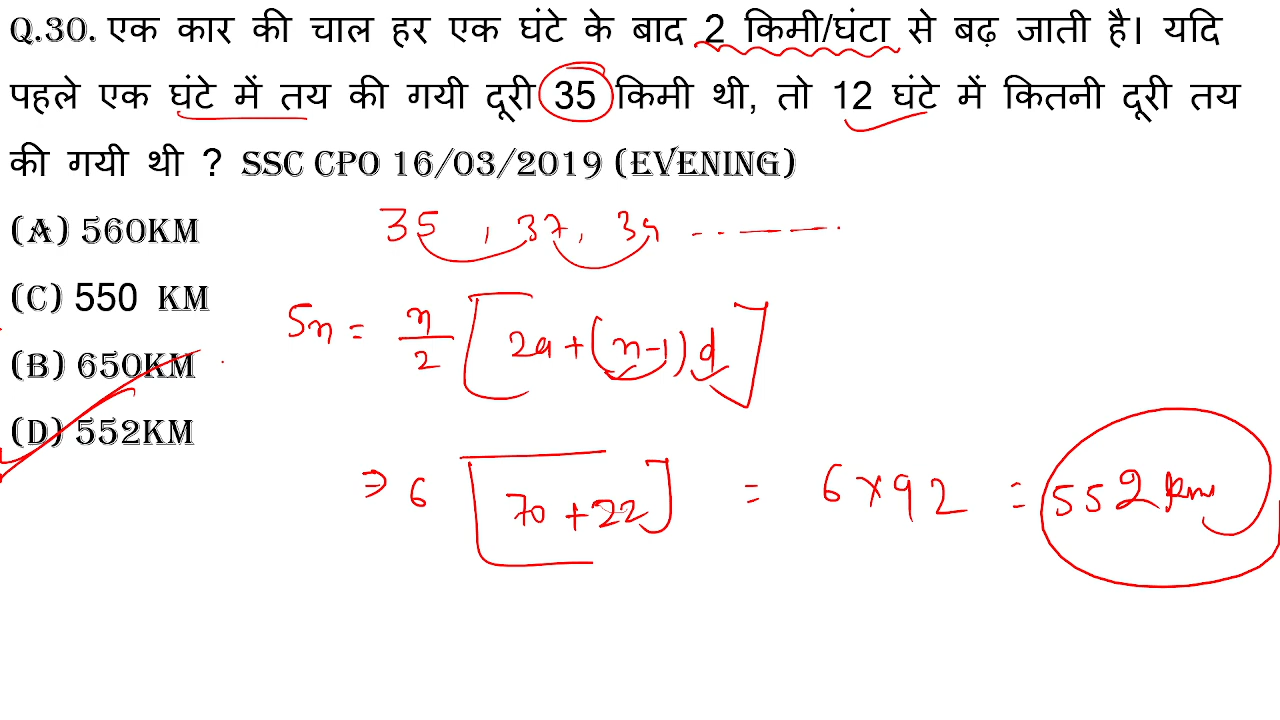 Q.30. एक कार की चाल हर एक घंटे के बाद 2 किमी/घंटा से बढ़ जाती है। यदि
पहले एक घंटे में तय की गयी दूरी 35 किमी थी, तो 12 घंटे में कितनी दूरी तय
की गयी थी ? SSC CPO 16/03/2019 (EVENING)
(A) 560KM
35 , 37, 39 ----------
(C) 550 KM
Sn = n/2 [2a+(n-1)d]
(B) 650KM
(D) 552KM
⇒ 6 [70+22] = 6×92 = 552 km